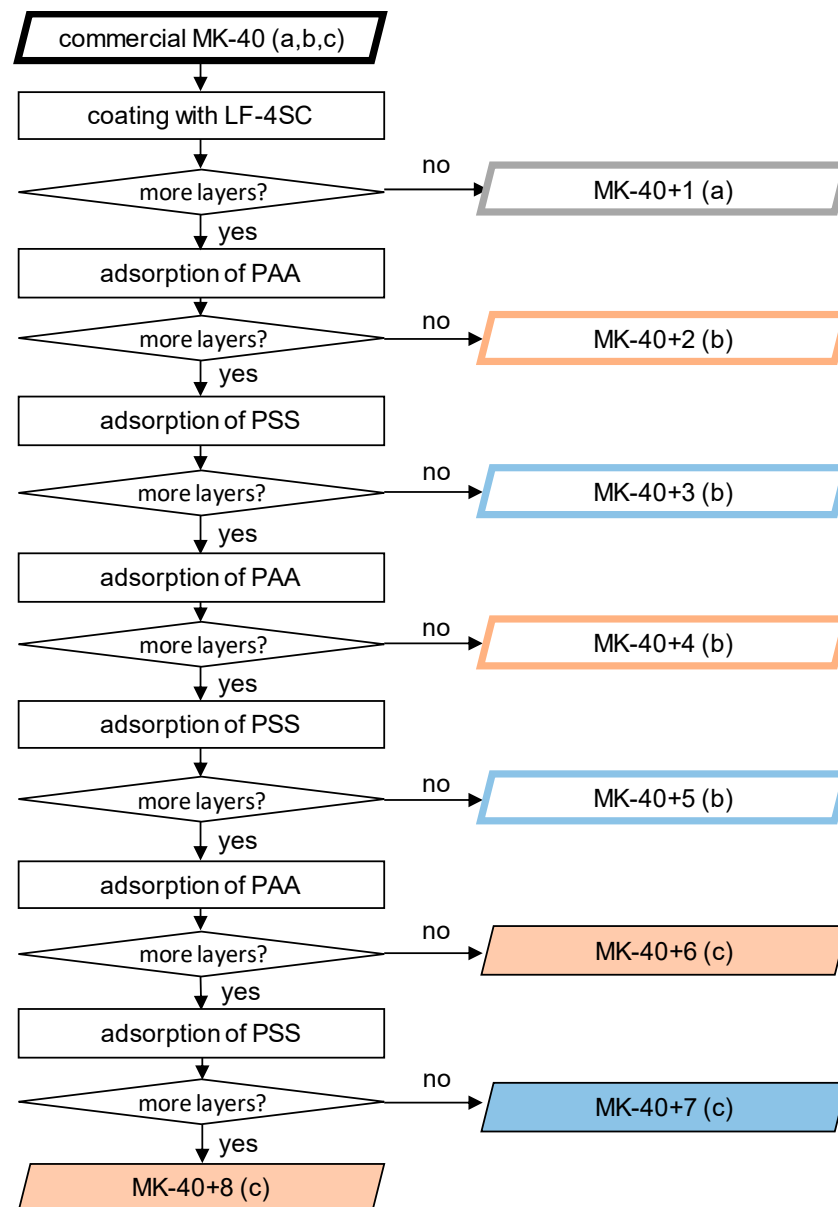 commercial MK-40 (a,b,c)
coating with LF-4SC
more layers?
no
MK-40+1 (a)
yes
adsorption of PAA
more layers?
no
MK-40+2 (b)
yes
adsorption of PSS
more layers?
no
MK-40+3 (b)
yes
adsorption of PAA
more layers?
no
MK-40+4 (b)
yes
adsorption of PSS
more layers?
no
MK-40+5 (b)
yes
adsorption of PAA
more layers?
no
MK-40+6 (c)
yes
adsorption of PSS
more layers?
no
MK-40+7 (c)
yes
MK-40+8 (c)